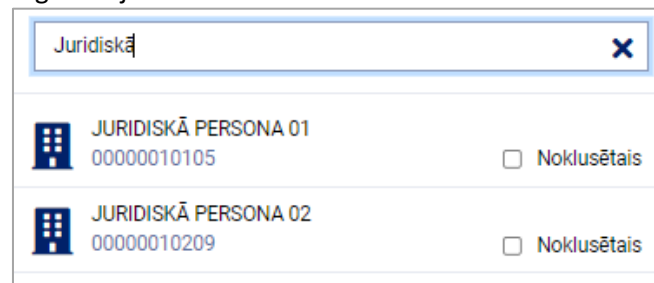 Juridiskā
JURIDISKĀ PERSONA 01
00000010105
Noklusētais
JURIDISKĀ PERSONA 02
00000010209
Noklusētais